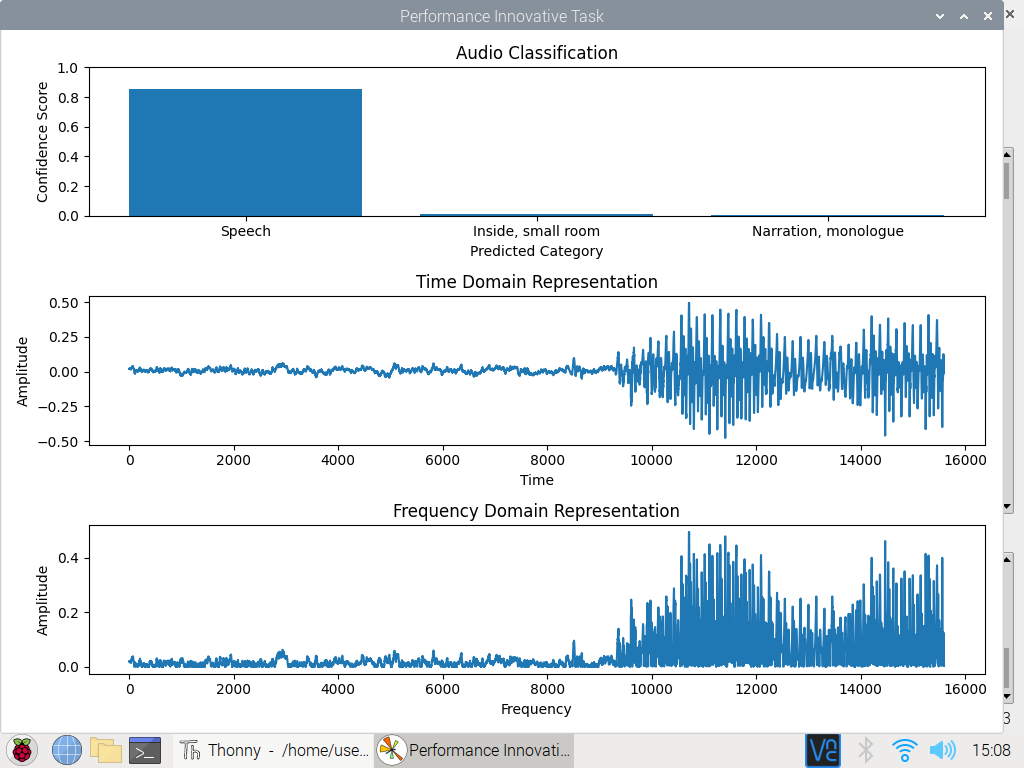 Performance Innovative Task
Audio Classification
Confidence Score
1.0
0.8
0.6
0.4
0.2
0.0
Speech Inside, small room Narration, monologue
Predicted Category
Time Domain Representation
Amplitude
0.50
0.25
0.00
−0.25
−0.50
0 2000 4000 6000 8000 10000 12000 14000 16000
Time
Frequency Domain Representation
Amplitude
0.4
0.2
0.0
0 2000 4000 6000 8000 10000 12000 14000 16000
Frequency
3
>_ Th Thonny - /home/use... Performance Innovati... 15:08